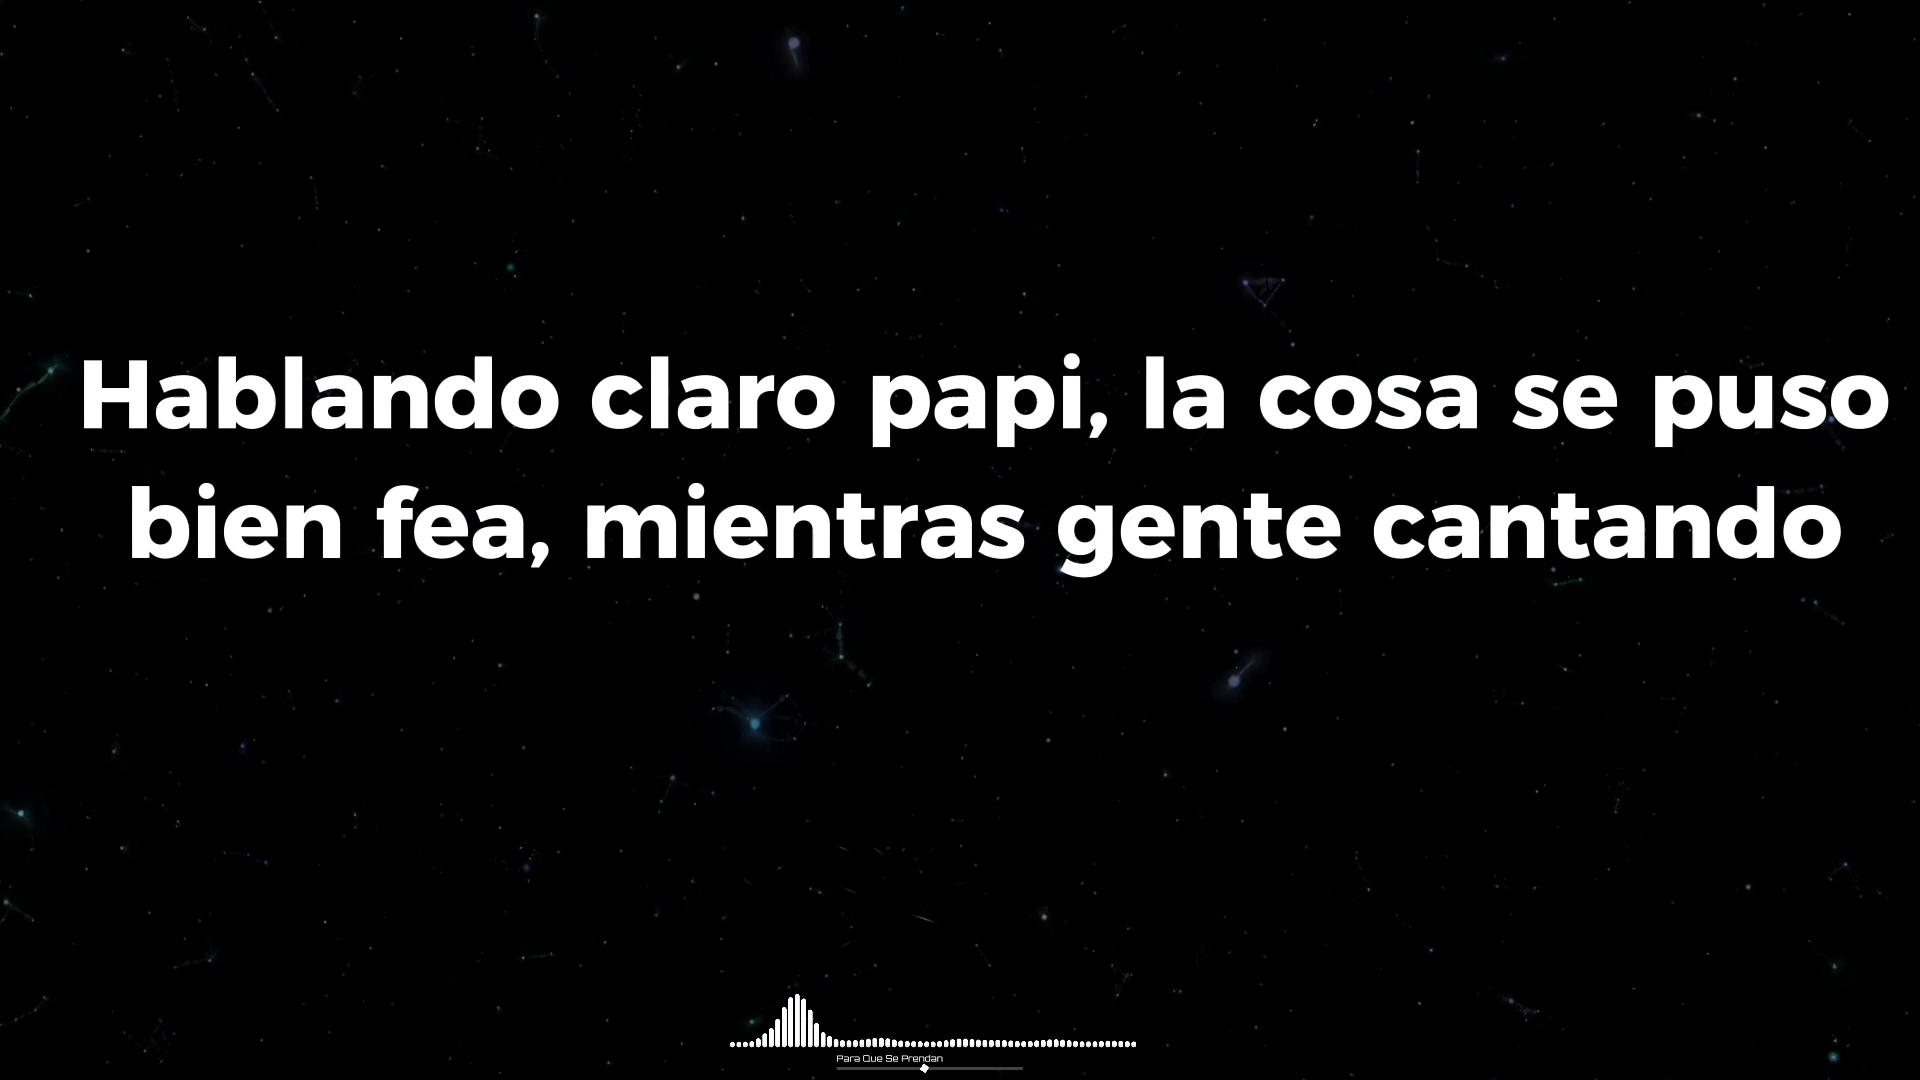 Hablando claro papi, la cosa se puso
bien fea, mientras gente cantando
Para Que Se Prendan